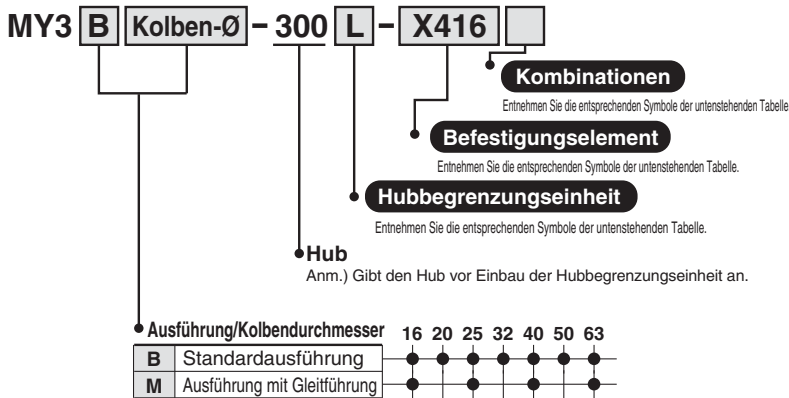 MY3 B Kolben-Ø - 300 L - X416
Kombinationen
Entnehmen Sie die entsprechenden Symbole der untenstehenden Tabelle
Befestigungselement
Entnehmen Sie die entsprechenden Symbole der untenstehenden Tabelle.
Hubbegrenzungseinheit
Entnehmen Sie die entsprechenden Symbole der untenstehenden Tabelle.
Hub
Anm.) Gibt den Hub vor Einbau der Hubbegrenzungseinheit an.
Ausführung/Kolbendurchmesser 16 20 25 32 40 50 63
B Standardausführung
M Ausführung mit Gleitführung